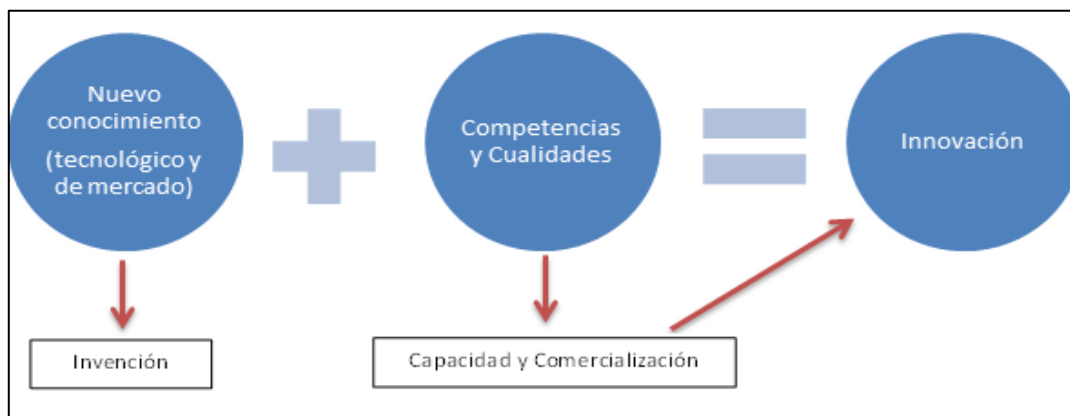 Nuevo
conocimiento
(tecnológico y
de mercado)
Competencias
y Cualidades
Innovación
Invención
Capacidad y Comercialización